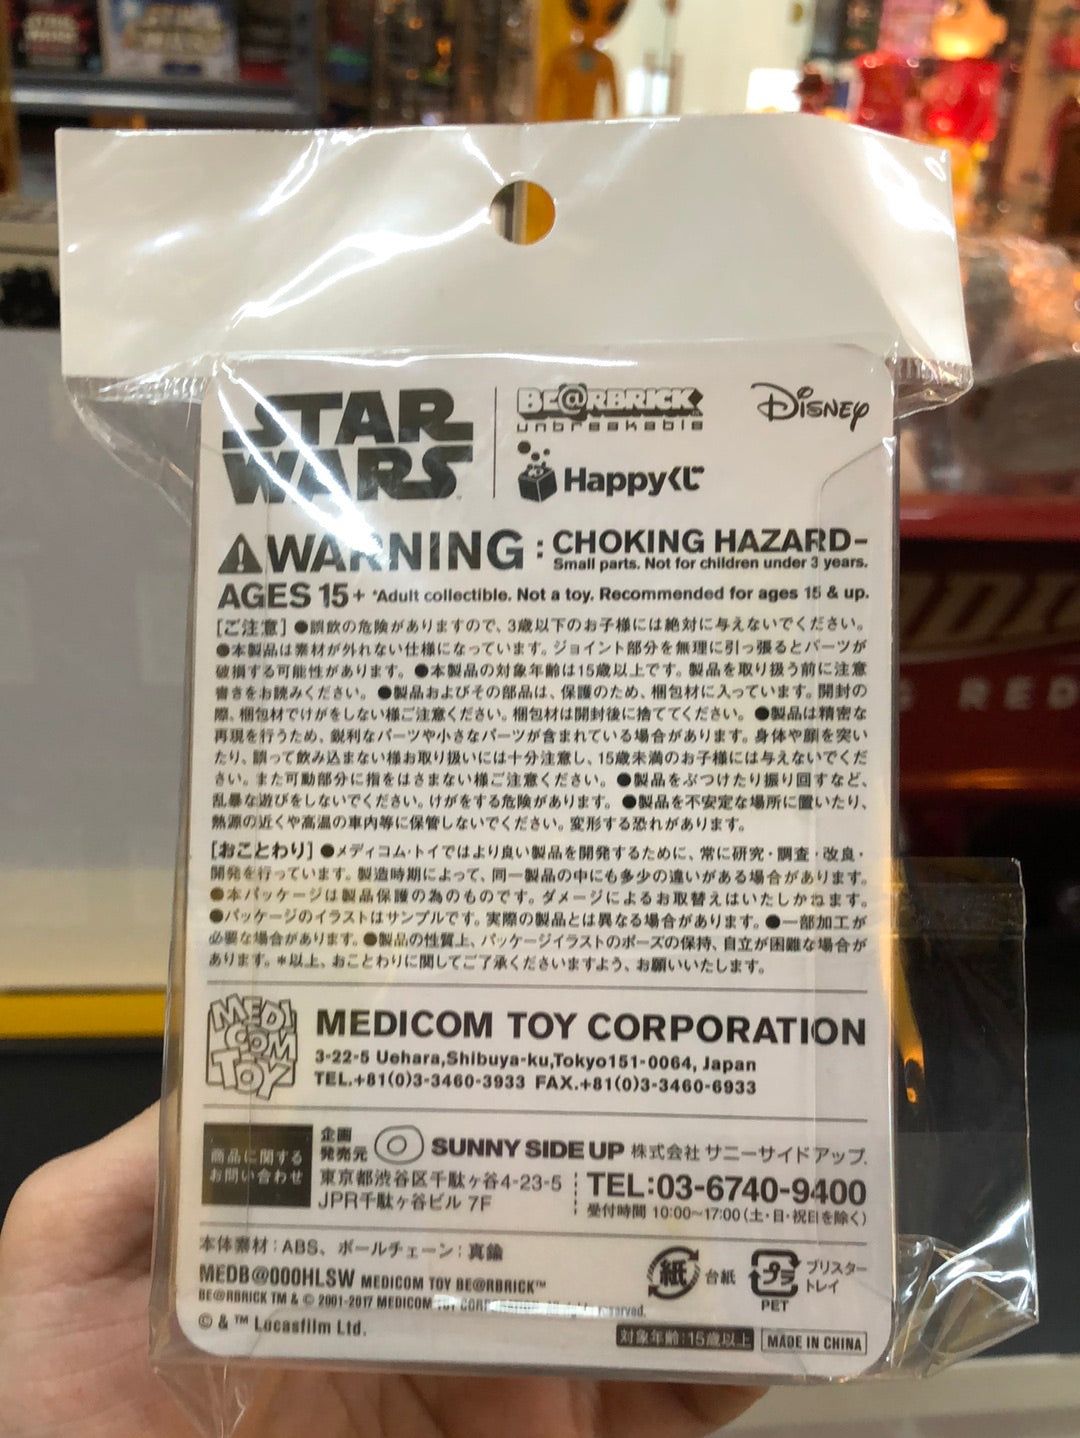 STAR
WARS
BE@RBRICK
unbreakable
Happyくじ
Disney
WARNING : CHOKING HAZARD–
Small parts. Not for children under 3 years.
AGES 15+ *Adult collectible. Not a toy. Recommended for ages 15 & up.
[ご注意] ●誤飲の危険がありますので、3歳以下のお子様には絶対に与えないでください。
●本製品は素材が外れない仕様になっています。ジョイント部分を無理に引っ張るとパーツが
破損する可能性があります。 ●本製品の対象年齢は15歳以上です。製品を取り扱う前に注意
書きをお読みください。 ●製品およびその部品は、保護のため、梱包材に入っています。開封の
際、梱包材でけがをしない様ご注意ください。梱包材は開封後に捨ててください。 ●製品は精密な
再現を行うため、鋭利なパーツや小さなパーツが含まれている場合があります。身体や顔を突い
たり、誤って飲み込まない様お取り扱いには十分注意し、15歳未満のお子様には与えないでくだ
さい。また可動部分に指をはさまない様ご注意ください。 ●製品をぶつけたり振り回すなど、
乱暴な遊びをしないでください。けがをする危険があります。 ●製品を不安定な場所に置いたり、
熱源の近くや高温の車内等に保管しないでください。変形する恐れがあります。
[おことわり] ●メディコム・トイではより良い製品を開発するために、常に研究・調査・改良・
開発を行っています。製造時期によって、同一製品の中にも多少の違いがある場合があります。
●本パッケージは製品保護の為のものです。ダメージによるお取替えはいたしかねます。
●パッケージのイラストはサンプルです。実際の製品とは異なる場合があります。 ●一部加工が
必要な場合があります。●製品の性質上、パッケージイラストのポーズの保持、自立が困難な場合が
あります。*以上、おことわりに関してご了承くださいますよう、お願いいたします。
MEDI
COM
TOY
MEDICOM TOY CORPORATION
3-22-5 Uehara,Shibuya-ku,Tokyo151-0064, Japan
TEL.+81(0)3-3460-3933 FAX.+81(0)3-3460-6933
商品に関する
お問い合わせ
企画
発売元
SUNNY SIDE UP 株式会社 サニーサイドアップ.
東京都渋谷区千駄ヶ谷4-23-5
JPR千駄ヶ谷ビル 7F
TEL:03-6740-9400
受付時間 10:00~17:00(土・日・祝日を除く)
本体素材:ABS、ボールチェーン:真鍮
MEDB@000HLSW MEDICOM TOY BE@RBRICK™
BE@RBRICK TM & © 2001-2017 MEDICOM TOY reserved.
© & ™ Lucasfilm Ltd.
紙 台紙
プラ
PET
ブリスター
トレイ
対象年齢:15歳以上
MADE IN CHINA
RED